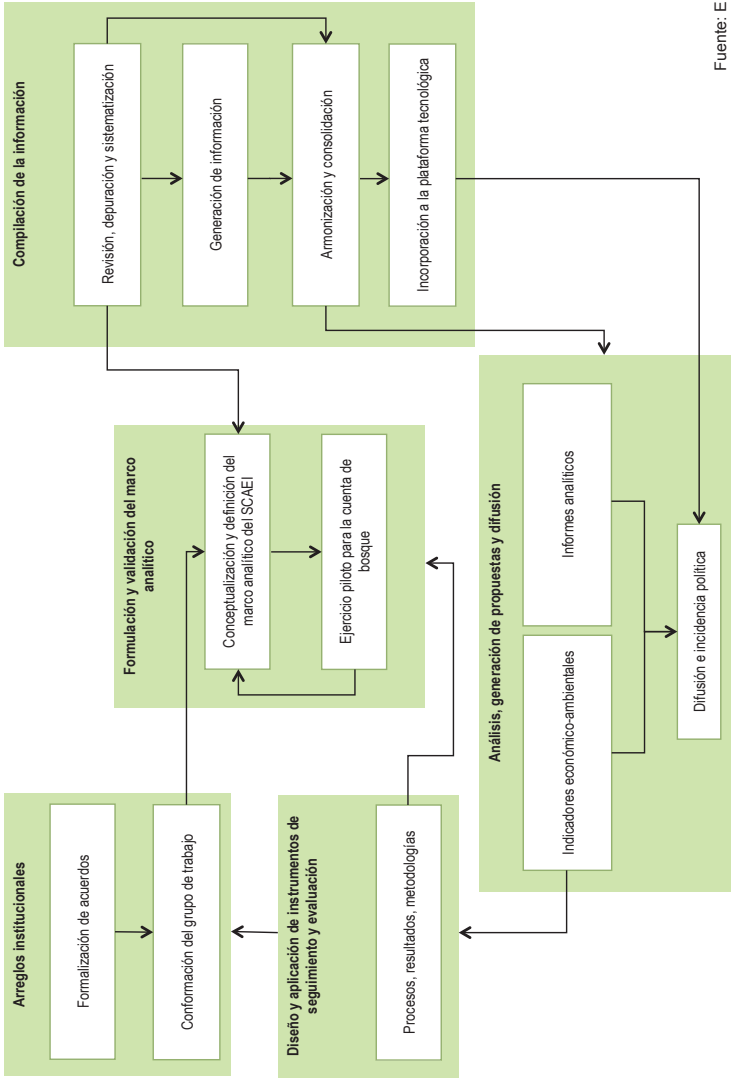 Arreglos institucionales
Formalización de acuerdos
Conformación del grupo de trabajo
Formulación y validación del marco
analítico
Conceptualización y definición del
marco analítico del SCAEI
Ejercicio piloto para la cuenta de
bosque
Compilación de la información
Revisión, depuración y sistematización
Generación de información
Armonización y consolidación
Incorporación a la plataforma tecnológica
Diseño y aplicación de instrumentos de
seguimiento y evaluación
Procesos, resultados, metodologías
Análisis, generación de propuestas y difusión
Indicadores económico-ambientales
Informes analíticos
Difusión e incidencia política
Fuente: E